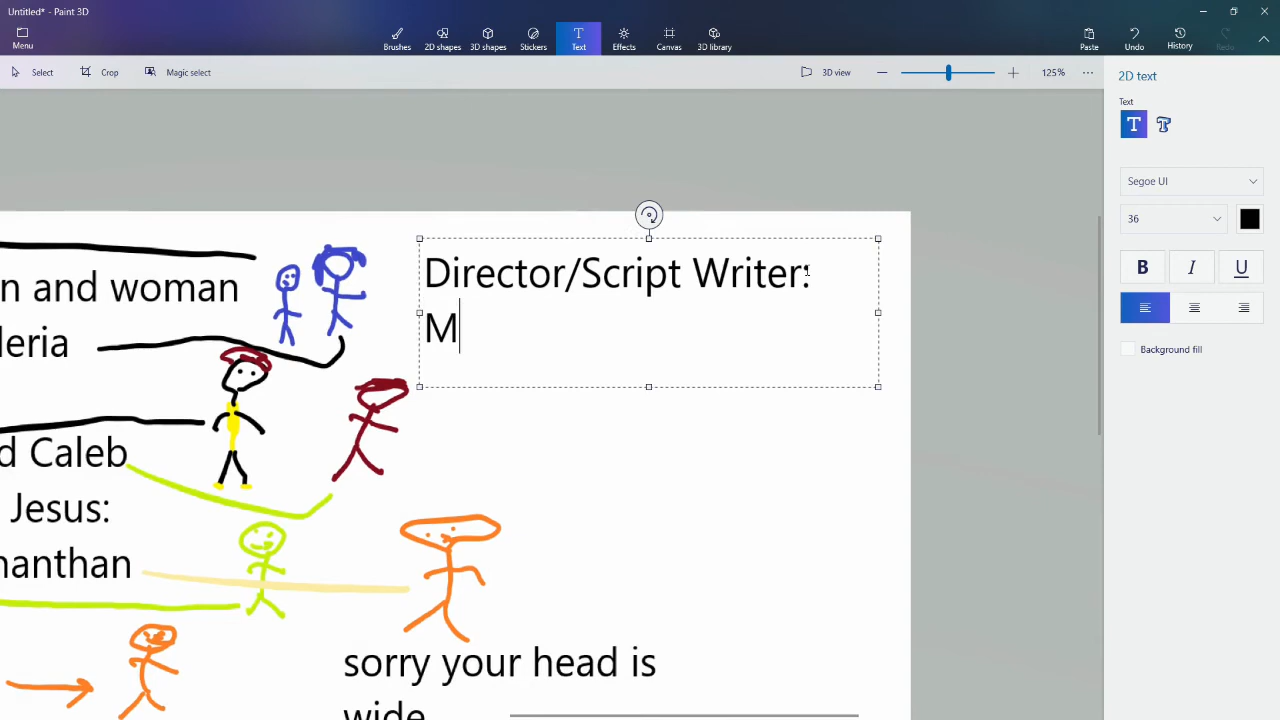 Untitled* - Paint 3D
Menu
Brushes
2D shapes
3D shapes
Stickers
Text
Effects
Canvas
3D library
Paste
Undo
History
Redo
Select
Crop
Magic select
3D view
125%
2D text
Text
Segoe UI
36
B
I
U
Background fill
Director/Script Writer:
M
n and woman
leria
d Caleb
Jesus:
nanthan
sorry your head is
wide